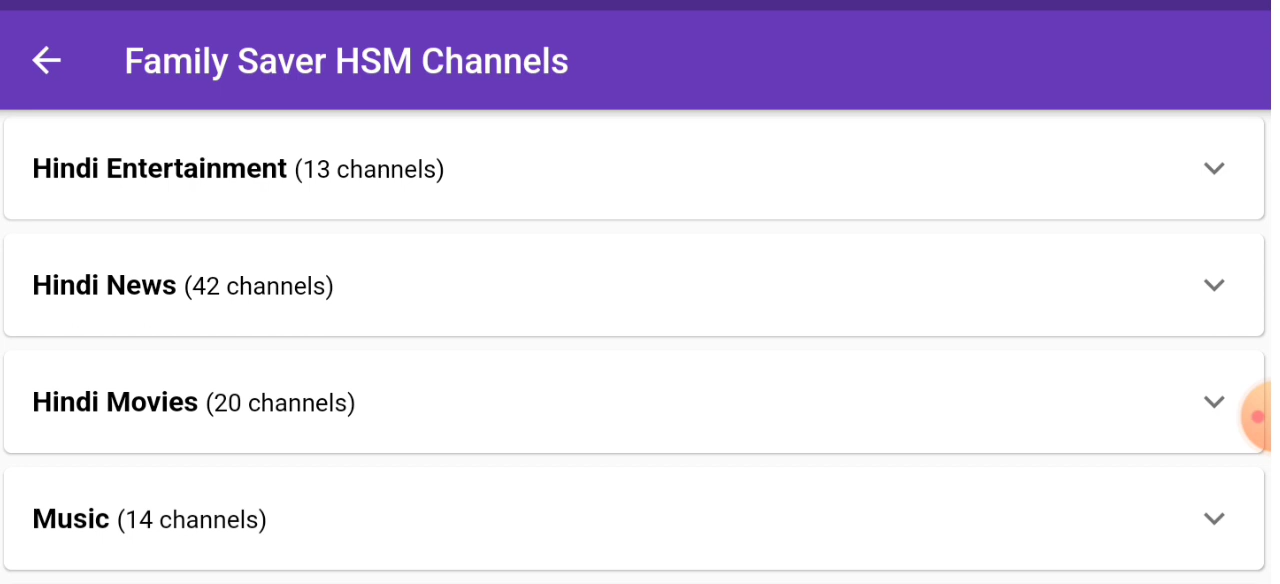 Family Saver HSM Channels
Hindi Entertainment (13 channels)
Hindi News (42 channels)
Hindi Movies (20 channels)
Music (14 channels)